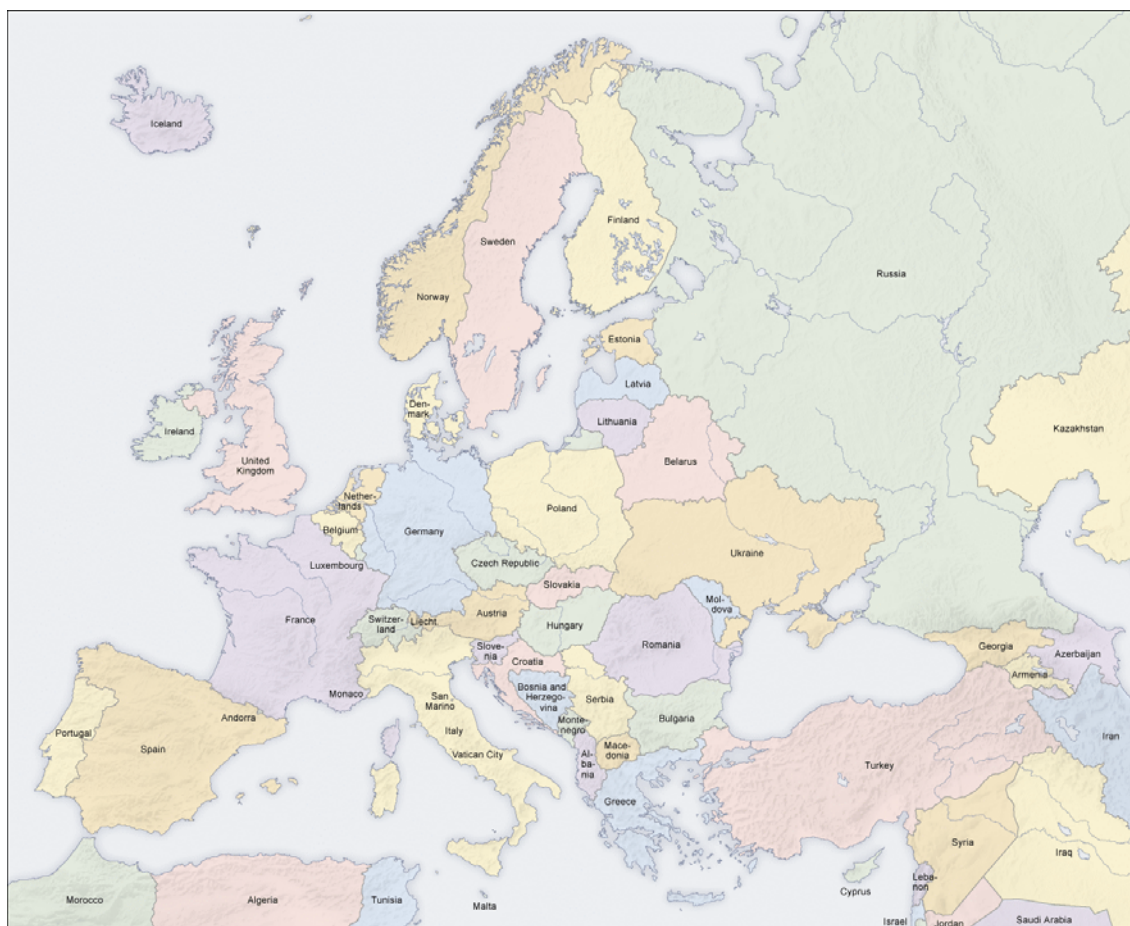 Iceland
Finland
Sweden
Russia
Norway
Estonia
Latvia
Den-
mark
Lithuania
Kazakhstan
Ireland
United
Kingdom
Belarus
Nether-
lands
Poland
Belgium
Germany
Ukraine
Luxembourg
Czech Republic
Slovakia
Mol-
dova
Austria
France
Switzer-
land
Liecht
Hungary
Romania
Georgia
Slove-
nia
Azerbaijan
Croatia
Armenia
Monaco
San
Marino
Bosnia and
Herzego-
vina
Serbia
Andorra
Bulgaria
Monte-
negro
Portugal
Italy
Iran
Spain
Vatican City
Mace-
donia
Al-
bania
Turkey
Greece
Syria
Iraq
Leba-
non
Cyprus
Morocco
Algeria
Tunisia
Malta
Israel
Jordan
Saudi Arabia